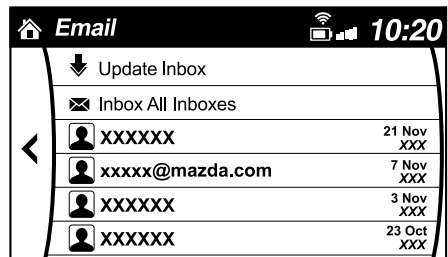 Email 10:20
Update Inbox
Inbox All Inboxes
XXXXXX 21 Nov
XXX
xxxxx@mazda.com 7 Nov
XXX
XXXXXX 3 Nov
XXX
XXXXXX 23 Oct
XXX